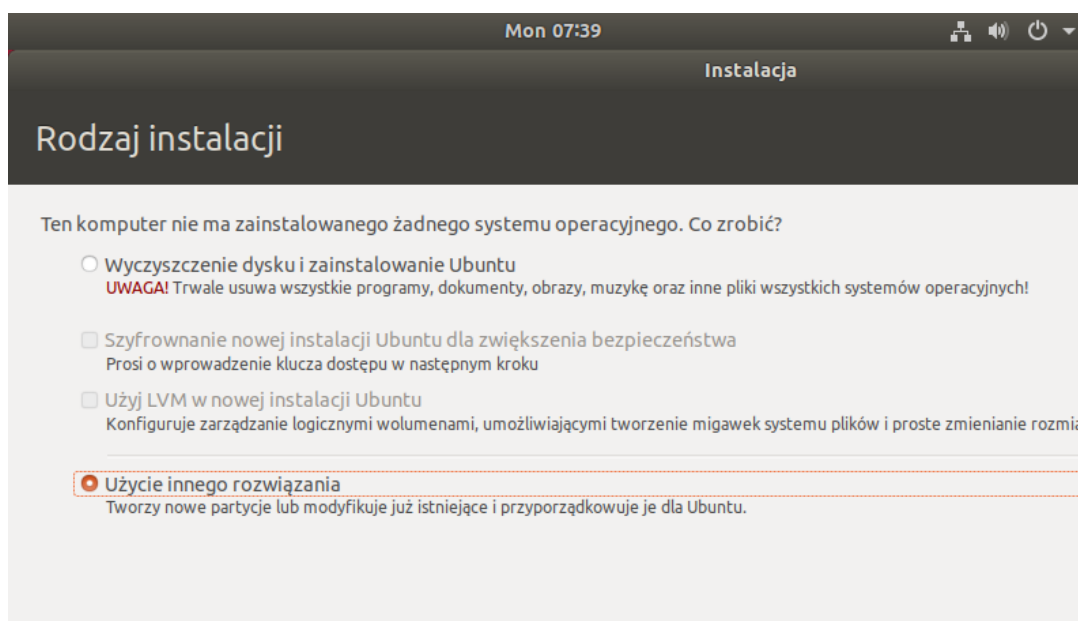 Mon 07:39
Instalacja
Rodzaj instalacji
Ten komputer nie ma zainstalowanego żadnego systemu operacyjnego. Co zrobić?
Wyczyszczenie dysku i zainstalowanie Ubuntu
UWAGA! Trwale usuwa wszystkie programy, dokumenty, obrazy, muzykę oraz inne pliki wszystkich systemów operacyjnych!
Szyfrownanie nowej instalacji Ubuntu dla zwiększenia bezpieczeństwa
Prosi o wprowadzenie klucza dostępu w następnym kroku
Użyj LVM w nowej instalacji Ubuntu
Konfiguruje zarządzanie logicznymi wolumenami, umożliwiającymi tworzenie migawek systemu plików i proste zmienianie
Użycie innego rozwiązania
Tworzy nowe partycje lub modyfikuje już istniejące i przyporządkowuje je dla Ubuntu.